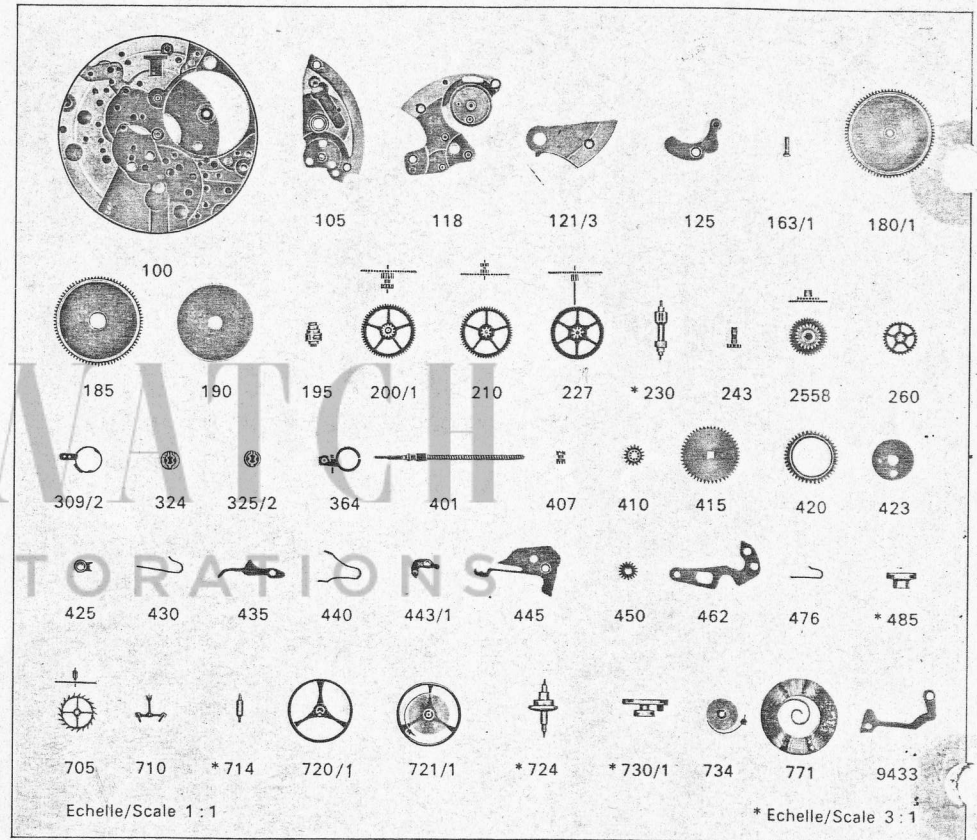 105 118 121/3 125 163/1 180/1
100
185 190 195 200/1 210 227 * 230 243 2558 260
WATCH
309/2 324 325/2 364 401 407 410 415 420 423
TORATIONS
425 430 435 440 443/1 445 450 462 476 * 485
705 710 * 714 720/1 721/1 * 724 * 730/1 734 771 9433
Echelle/Scale 1 : 1 * Echelle/Scale 3 : 1